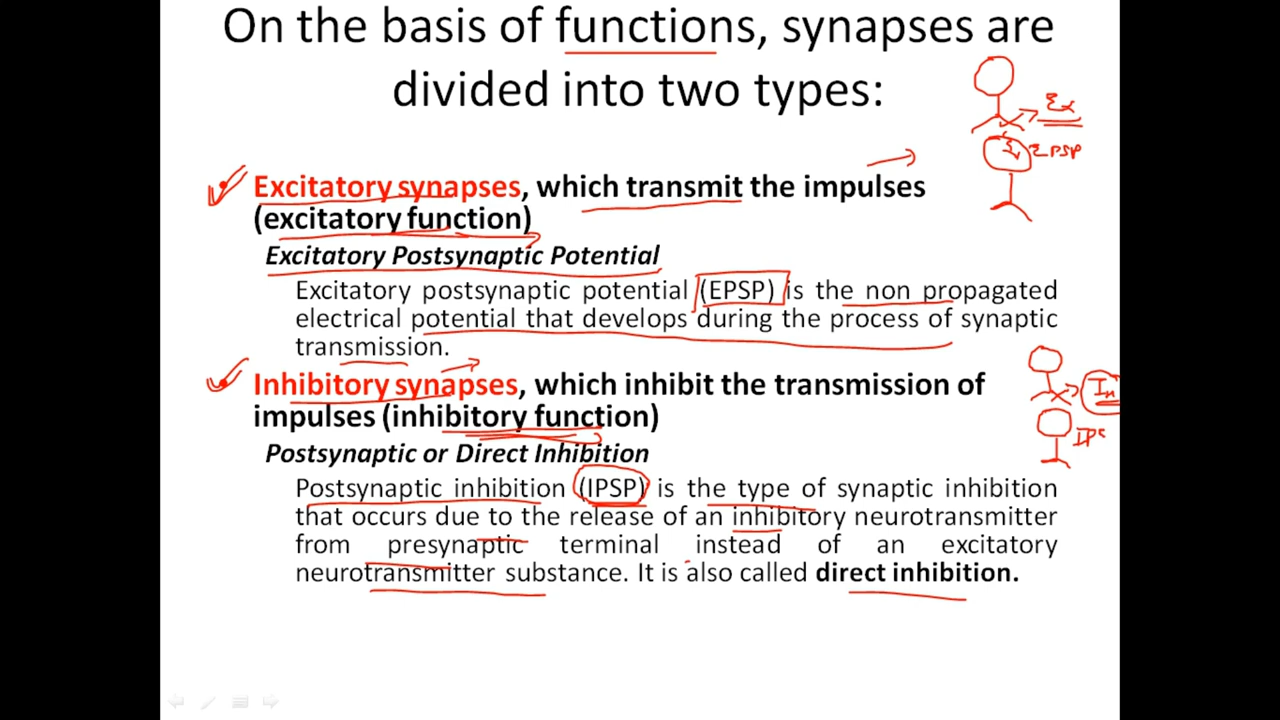 On the basis of functions, synapses are
divided into two types:
Ex
EPSP
Excitatory synapses, which transmit the impulses
(excitatory function)
Excitatory Postsynaptic Potential
Excitatory postsynaptic potential (EPSP) is the non propagated
electrical potential that develops during the process of synaptic
transmission.
Inhibitory synapses, which inhibit the transmission of
impulses (inhibitory function)
In
Postsynaptic or Direct Inhibition
Postsynaptic inhibition (IPSP) is the type of synaptic inhibition
that occurs due to the release of an inhibitory neurotransmitter
from presynaptic terminal instead of an excitatory
neurotransmitter substance. It is also called direct inhibition.